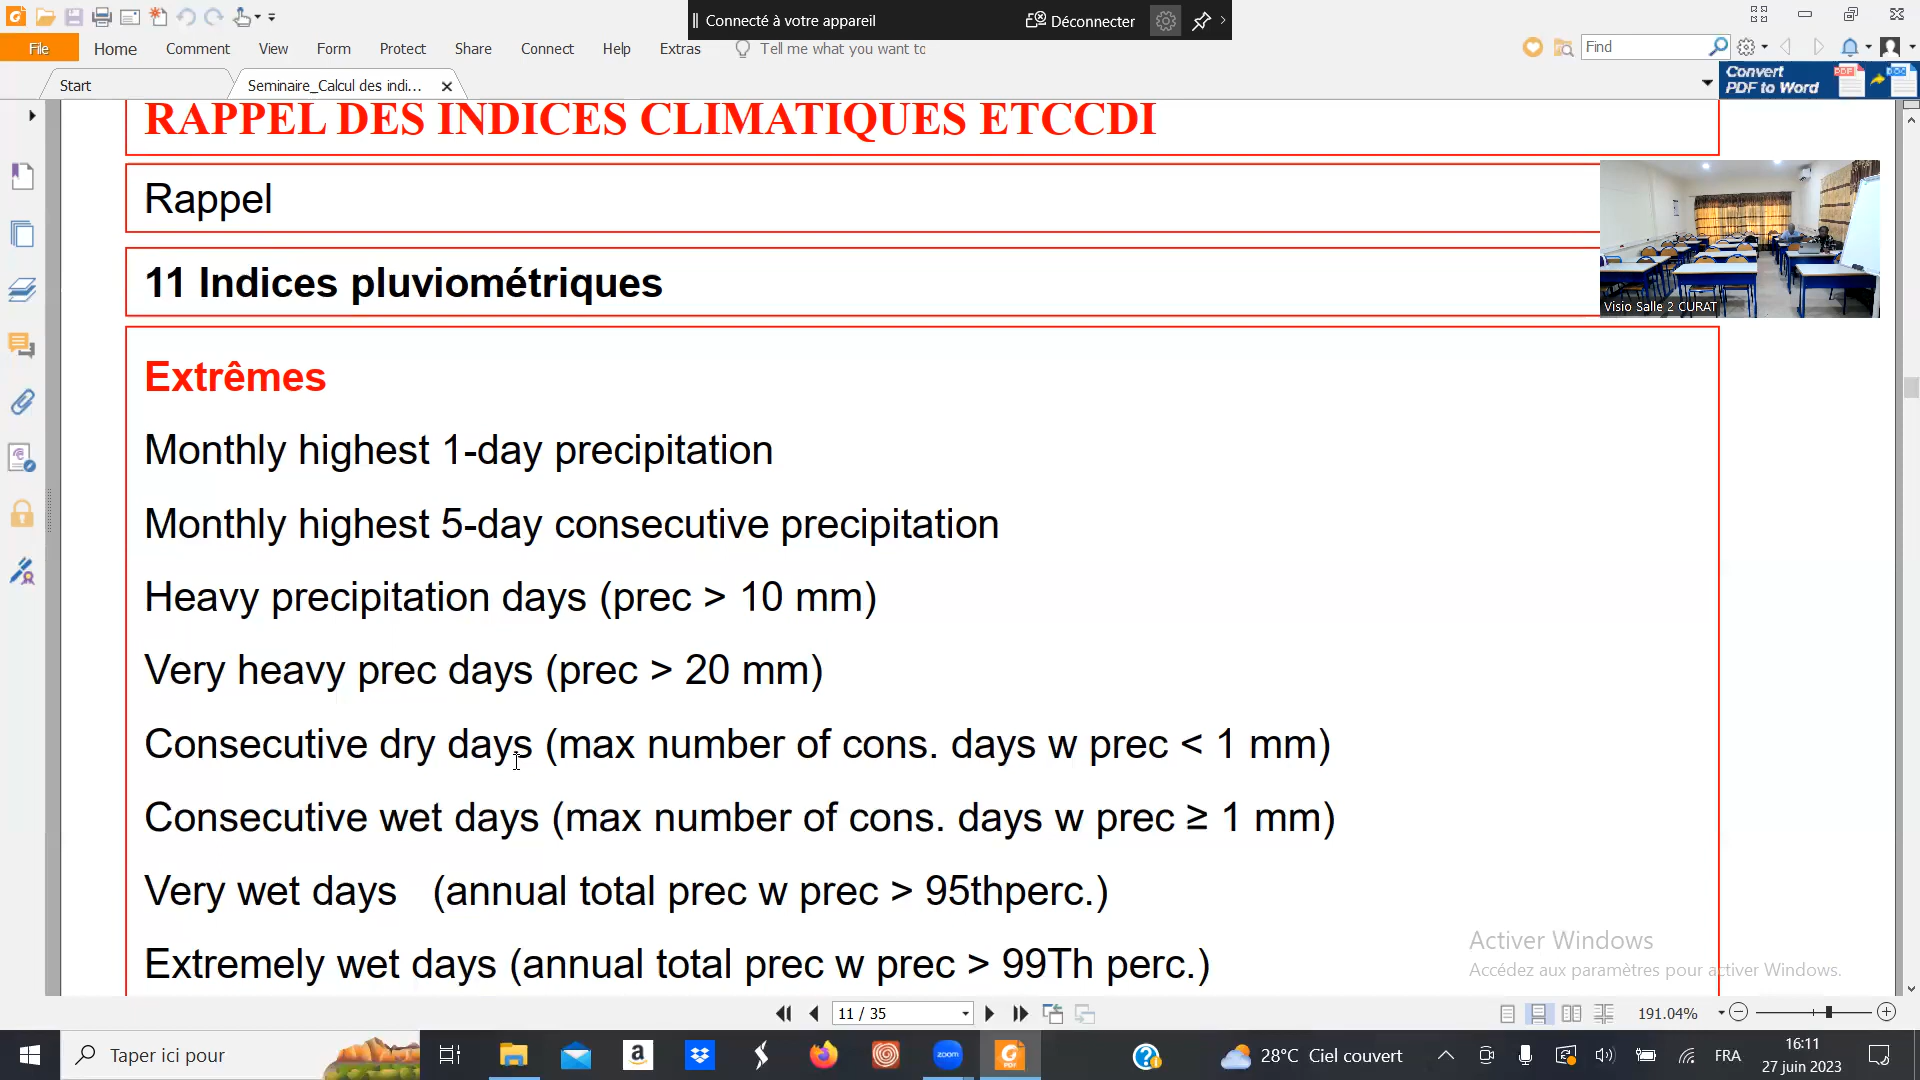 Connecté à votre appareil
Déconnecter
File
Home
Comment
View
Form
Protect
Share
Connect
Help
Extras
Tell me what you want to
Find
Start
Seminaire_Calcul des indi...
Convert
PDF to Word
RAPPEL DES INDICES CLIMATIQUES ETCCDI
Rappel
11 Indices pluviométriques
Visio Salle 2 CURAT
Extrêmes
Monthly highest 1-day precipitation
Monthly highest 5-day consecutive precipitation
Heavy precipitation days (prec > 10 mm)
Very heavy prec days (prec > 20 mm)
Consecutive dry days (max number of cons. days w prec < 1 mm)
Consecutive wet days (max number of cons. days w prec ≥ 1 mm)
Very wet days (annual total prec w prec > 95thperc.)
Extremely wet days (annual total prec w prec > 99Th perc.)
Activer Windows
Accédez aux paramètres pour activer Windows.
11 / 35
191.04%
Taper ici pour
zoom
28°C Ciel couvert
FRA
16:11
27 juin 2023